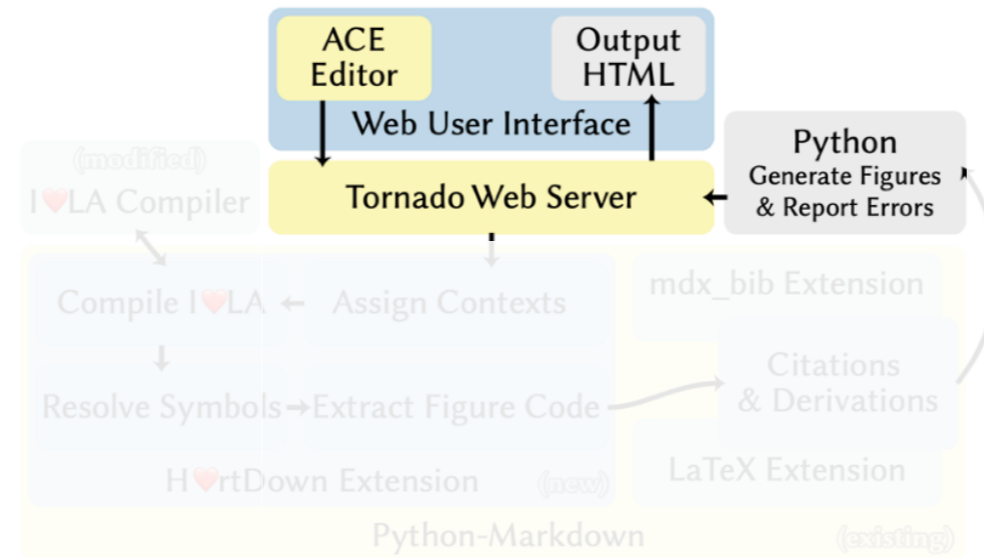 ACE
Editor
Output
HTML
Web User Interface
Tornado Web Server
Python
Generate Figures
& Report Errors
(modified)
I❤️LA Compiler
Compile I❤️LA
Assign Contexts
Resolve Symbols
Extract Figure Code
H❤️rtDown Extension
(new)
mdx_bib Extension
Citations
& Derivations
LaTeX Extension
Python-Markdown
(existing)